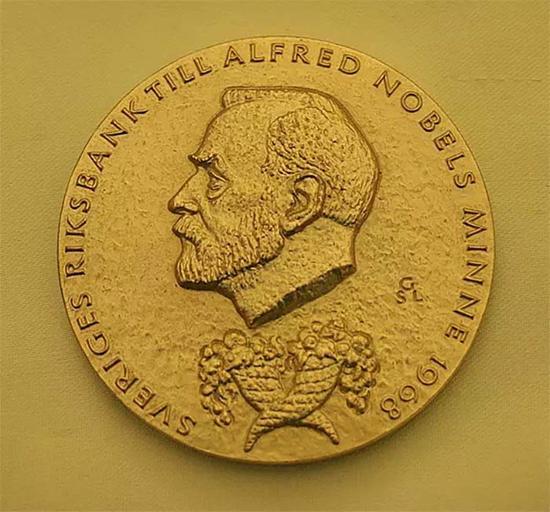 SVERIGES RIKSBANK TILL ALFRED NOBELS MINNE 1968
G
SL